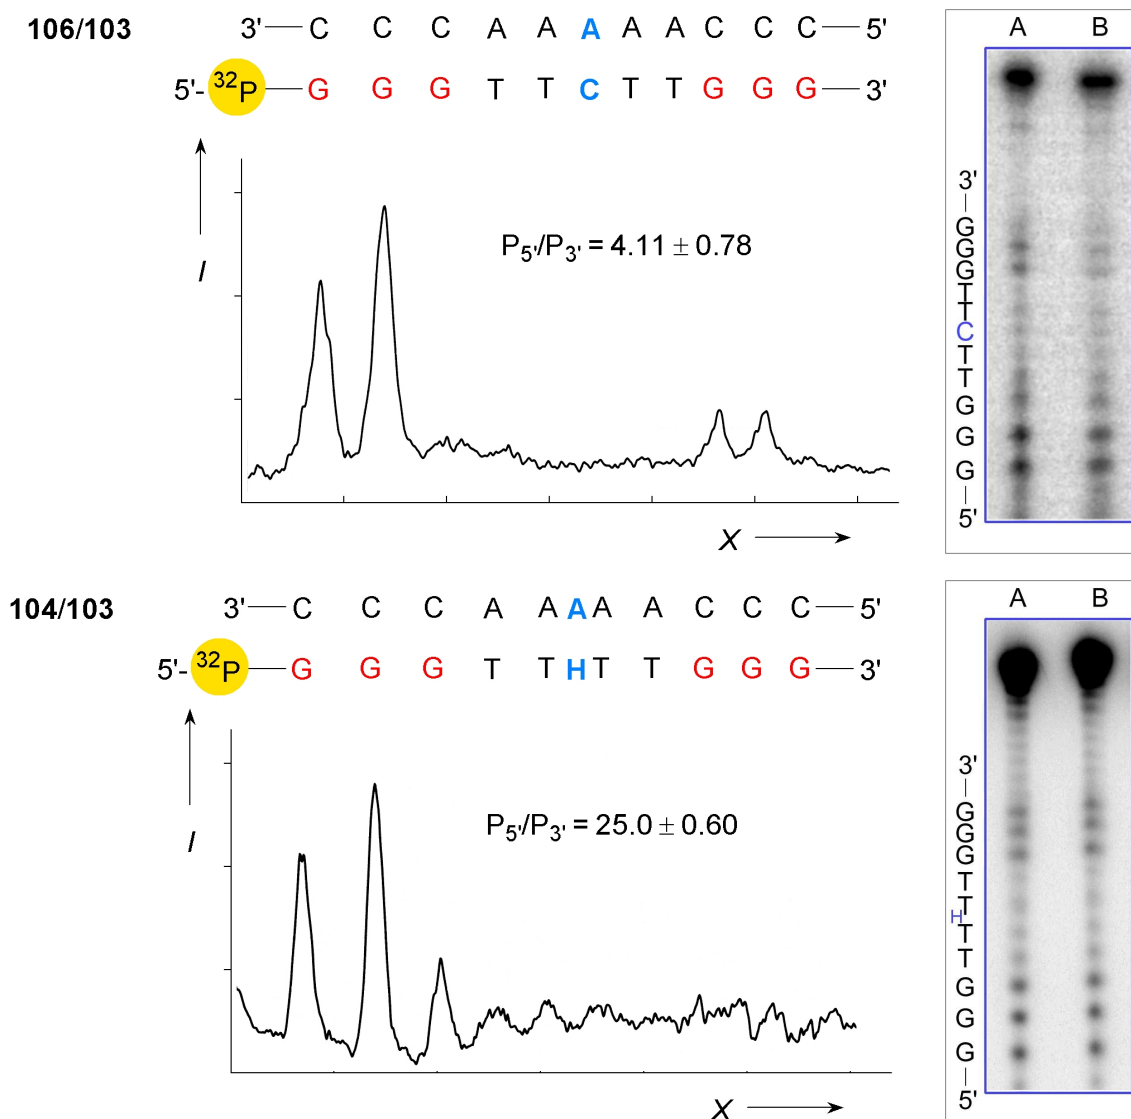 106/103
3'—C C C A A A A A C C C—5'
5'-³²P—G G G T T C T T G G G—3'
I
P5'/P3' = 4.11 ± 0.78
X
A B
3'
G
G
G
T
T
C
T
T
G
G
G
5'
104/103
3'—C C C A A A A A C C C—5'
5'-³²P—G G G T T H T T G G G—3'
I
P5'/P3' = 25.0 ± 0.60
X
A B
3'
G
G
G
T
T
H
T
T
G
G
G
5'